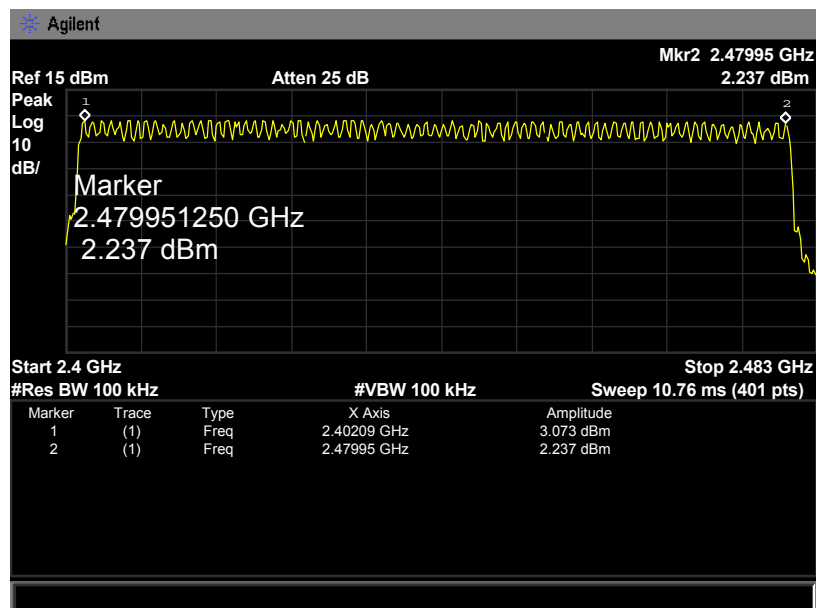 Agilent
Mkr2 2.47995 GHz
Ref 15 dBm Atten 25 dB 2.237 dBm
Peak
Log
10
dB/
1
2
Marker
2.479951250 GHz
2.237 dBm
Start 2.4 GHz Stop 2.483 GHz
#Res BW 100 kHz #VBW 100 kHz Sweep 10.76 ms (401 pts)
Marker Trace Type X Axis Amplitude
1 (1) Freq 2.40209 GHz 3.073 dBm
2 (1) Freq 2.47995 GHz 2.237 dBm